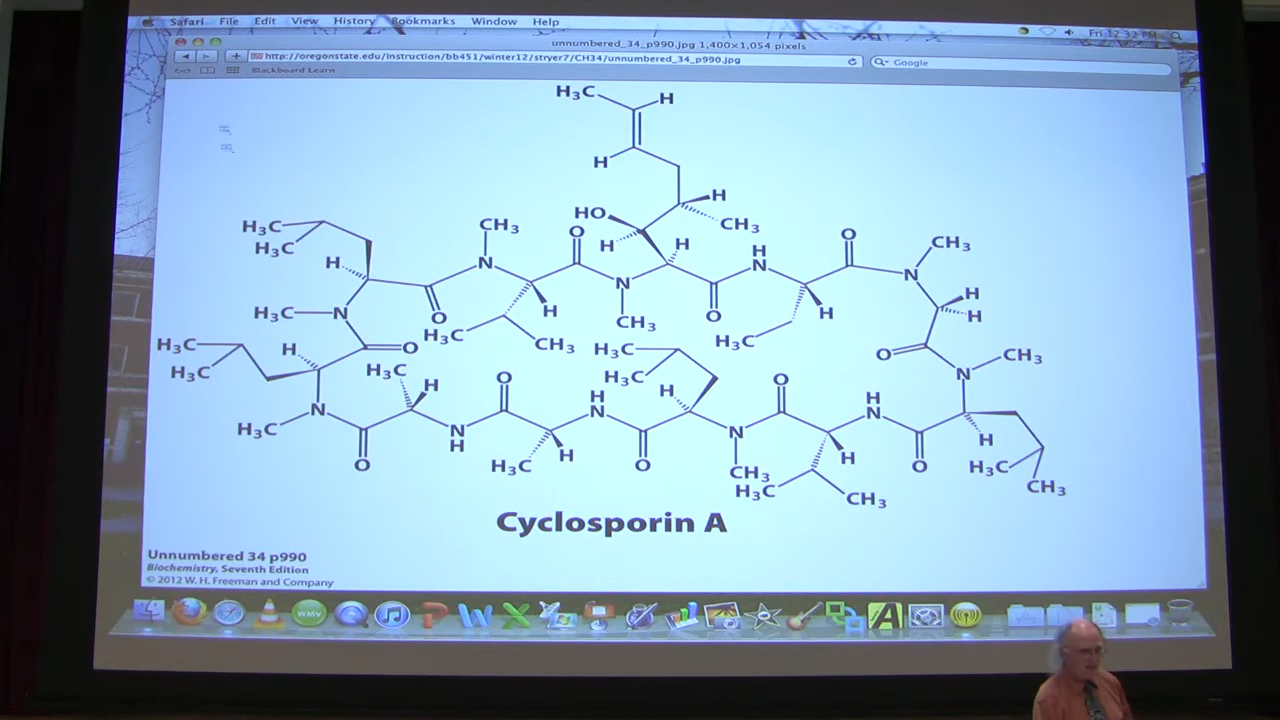 Safari File Edit View History Bookmarks Window Help Fri 12:32 PM
unnumbered_34_p990.jpg 1,400×1,054 pixels
http://oregonstate.edu/instruction/bb451/winter12/stryer7/CH34/unnumbered_34_p990.jpg Google
Blackboard Learn
H₃C H
H
H
HO CH₃
H₃C CH₃ O H H H O CH₃
H₃C H N N N N H
H₃C N O H CH₃ O H H
H₃C CH₃ H₃C O CH₃
H₃C H O H₃C N
H₃C H₃C H O H₃C H O H
N H N N H
H₃C N H N H H₃C
O H₃C H O CH₃ H O CH₃
H₃C CH₃
Cyclosporin A
Unnumbered 34 p990
Biochemistry, Seventh Edition
© 2012 W. H. Freeman and Company
WMV P W X A